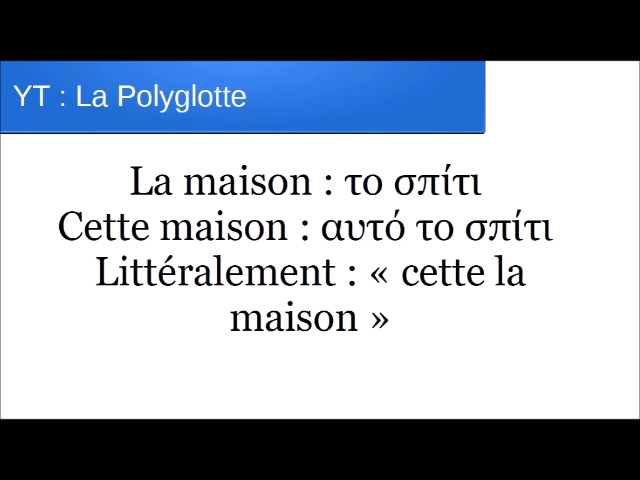 YT : La Polyglotte
La maison : το σπίτι
Cette maison : αυτό το σπίτι
Littéralement : « cette la
maison »